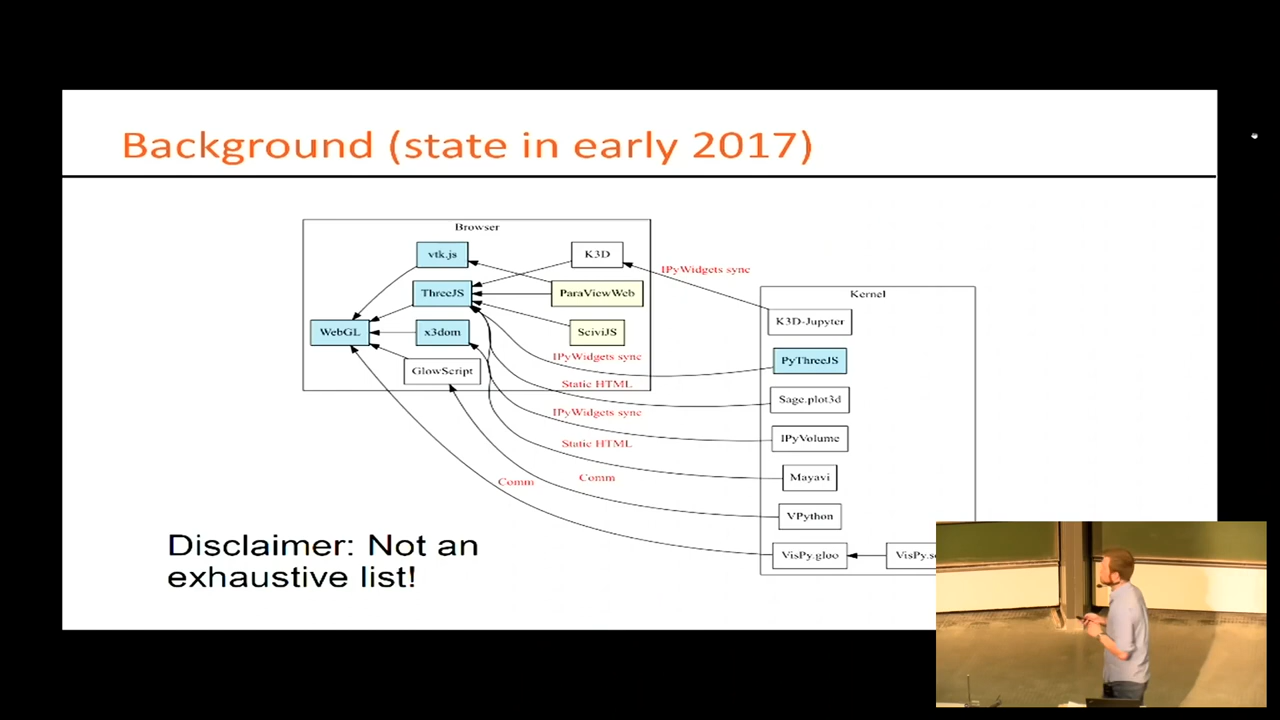 Background (state in early 2017)
Browser
vtk.js
K3D
IPyWidgets sync
ThreeJS
ParaViewWeb
Kernel
WebGL
x3dom
SciviJS
K3D-Jupyter
IPyWidgets sync
PyThreeJS
GlowScript
Static HTML
Sage.plot3d
IPyWidgets sync
IPyVolume
Static HTML
Comm
Comm
Mayavi
VPython
VisPy.gloo
Disclaimer: Not an
exhaustive list!